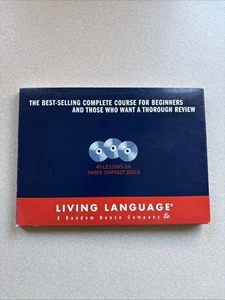 THE BEST-SELLING COMPLETE COURSE FOR BEGINNERS
AND THOSE WHO WANT A THOROUGH REVIEW
40 LESSONS ON
THREE COMPACT DISCS
LIVING LANGUAGE®
A Random House Company